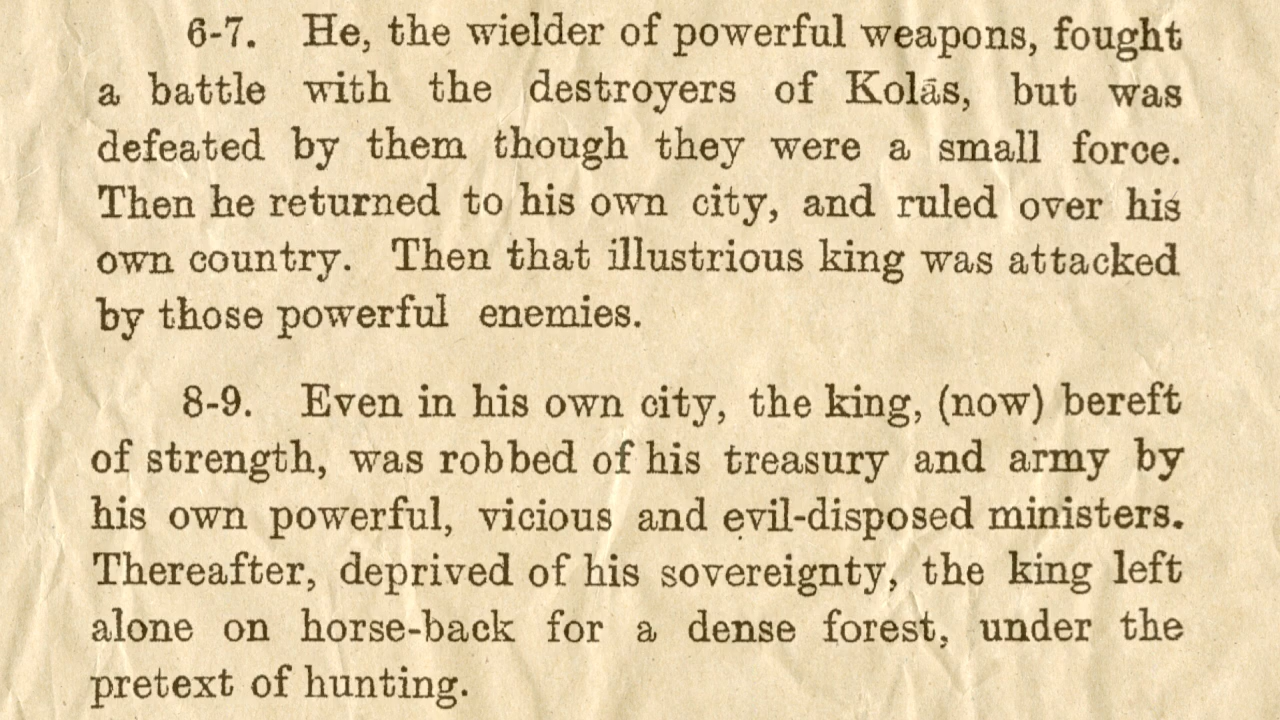 6-7. He, the wielder of powerful weapons, fought
a battle with the destroyers of Kolās, but was
defeated by them though they were a small force.
Then he returned to his own city, and ruled over his
own country. Then that illustrious king was attacked
by those powerful enemies.
8-9. Even in his own city, the king, (now) bereft
of strength, was robbed of his treasury and army by
his own powerful, vicious and evil-disposed ministers.
Thereafter, deprived of his sovereignty, the king left
alone on horse-back for a dense forest, under the
pretext of hunting.